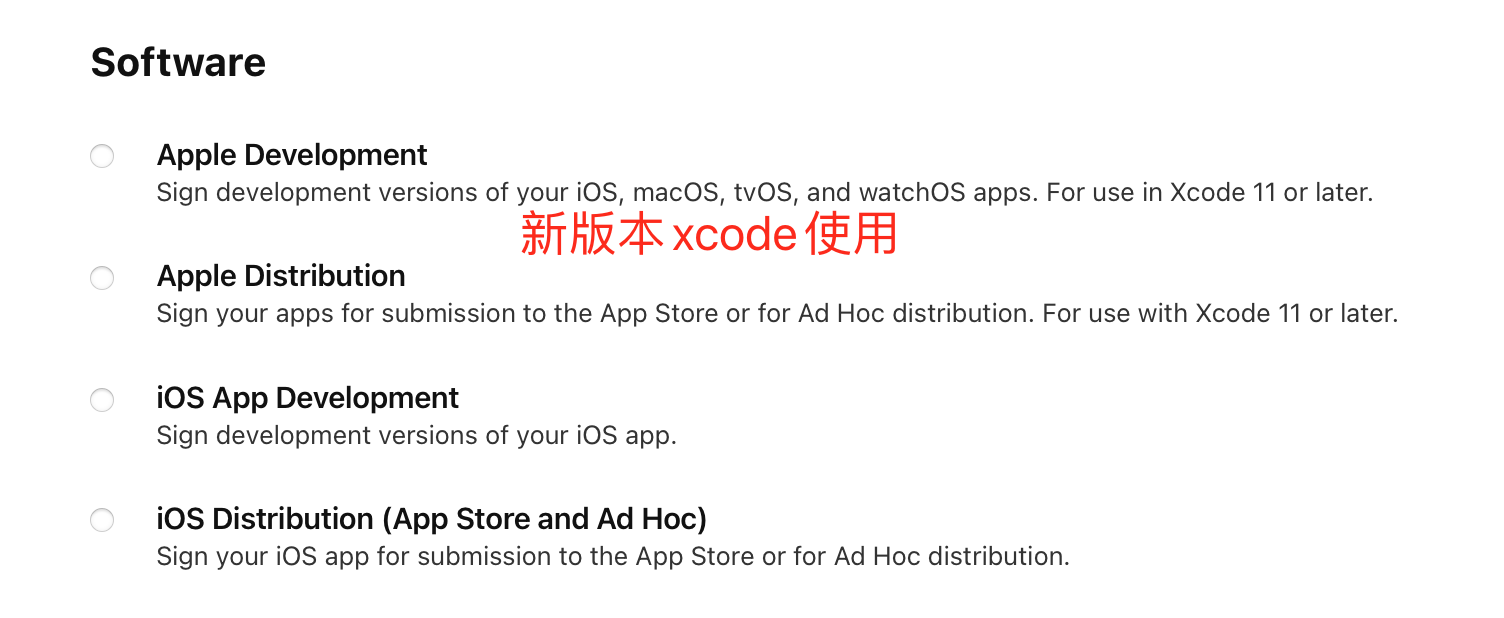 Software
Apple Development
Sign development versions of your iOS, macOS, tvOS, and watchOS apps. For use in Xcode 11 or later.
新版本xcode使用
Apple Distribution
Sign your apps for submission to the App Store or for Ad Hoc distribution. For use with Xcode 11 or later.
iOS App Development
Sign development versions of your iOS app.
iOS Distribution (App Store and Ad Hoc)
Sign your iOS app for submission to the App Store or for Ad Hoc distribution.